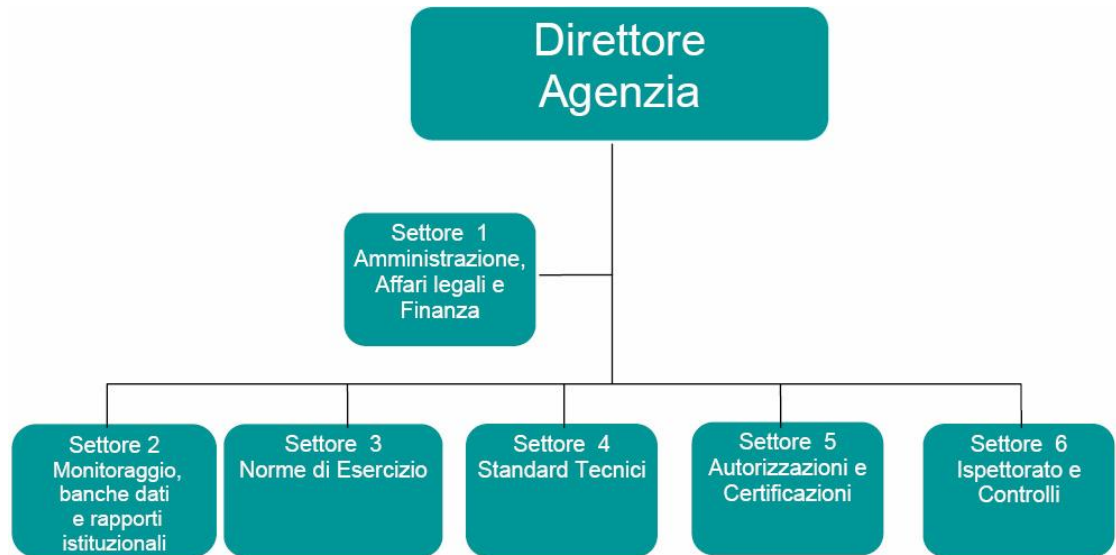 Direttore
Agenzia
Settore 1
Amministrazione,
Affari legali e
Finanza
Settore 2
Monitoraggio,
banche dati
e rapporti
istituzionali
Settore 3
Norme di Esercizio
Settore 4
Standard Tecnici
Settore 5
Autorizzazioni e
Certificazioni
Settore 6
Ispettorato e
Controlli